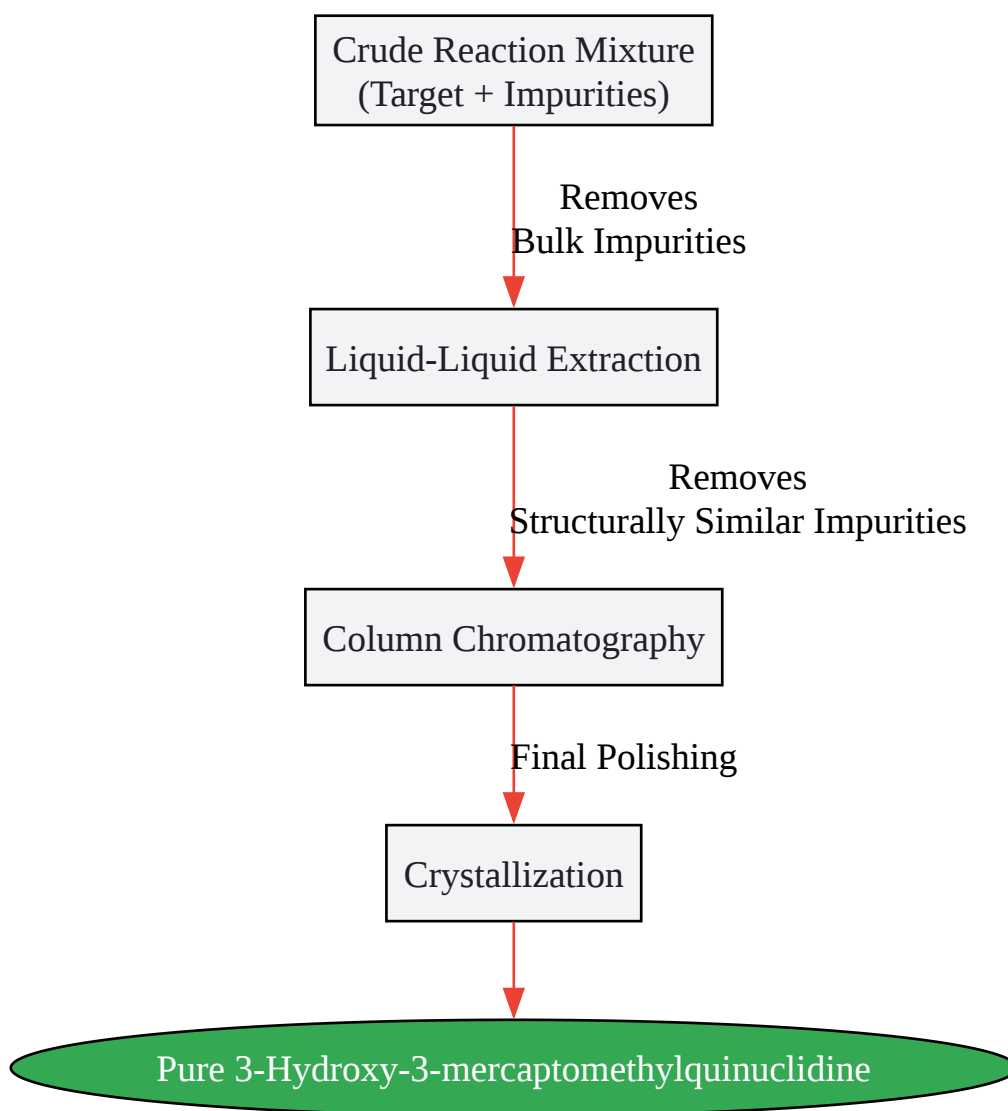 Crude Reaction Mixture
(Target + Impurities)
Removes
Bulk Impurities
Liquid-Liquid Extraction
Removes
Structurally Similar Impurities
Column Chromatography
Final Polishing
Crystallization
Pure 3-Hydroxy-3-mercaptomethylquinuclidine